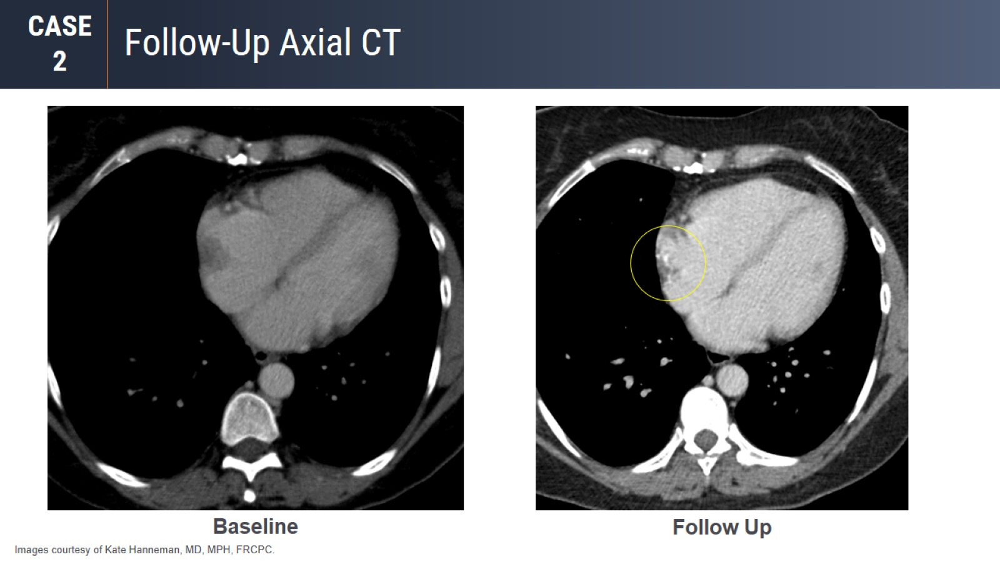 CASE
2
Follow-Up Axial CT
Baseline
Follow Up
Images courtesy of Kate Hanneman, MD, MPH, FRCPC.